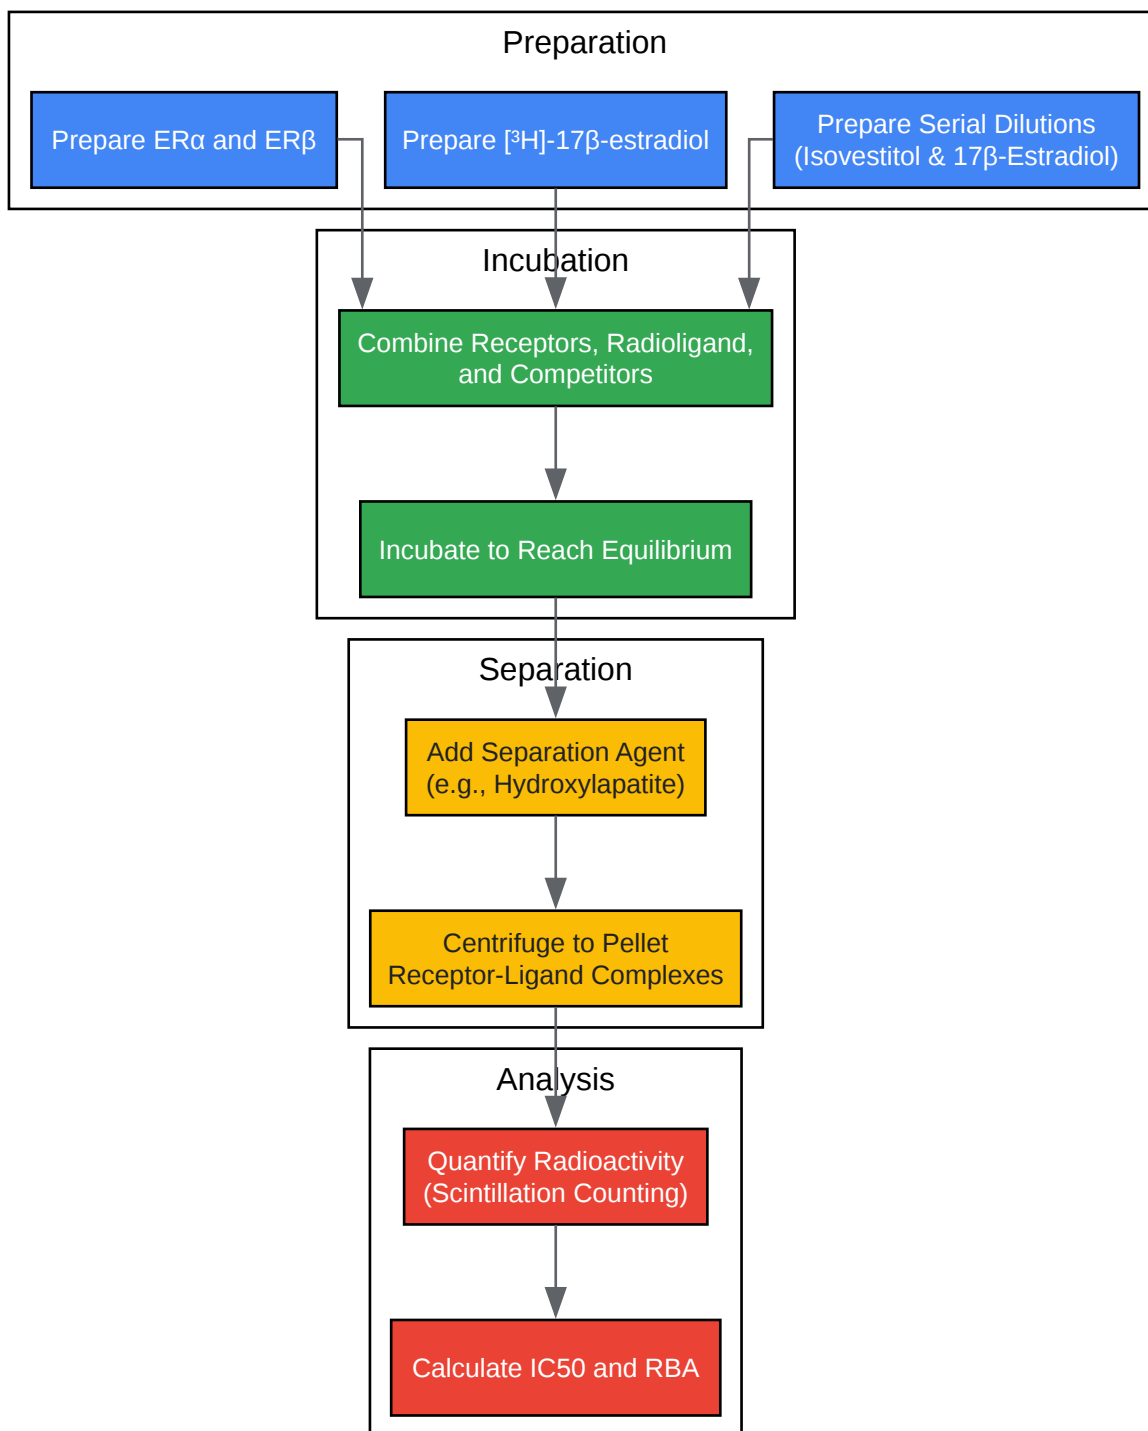 Preparation
Prepare ERα and ERβ
Prepare [³H]-17β-estradiol
Prepare Serial Dilutions
(Isovestitol & 17β-Estradiol)
Incubation
Combine Receptors, Radioligand,
and Competitors
Incubate to Reach Equilibrium
Separation
Add Separation Agent
(e.g., Hydroxylapatite)
Centrifuge to Pellet
Receptor-Ligand Complexes
Analysis
Quantify Radioactivity
(Scintillation Counting)
Calculate IC50 and RBA